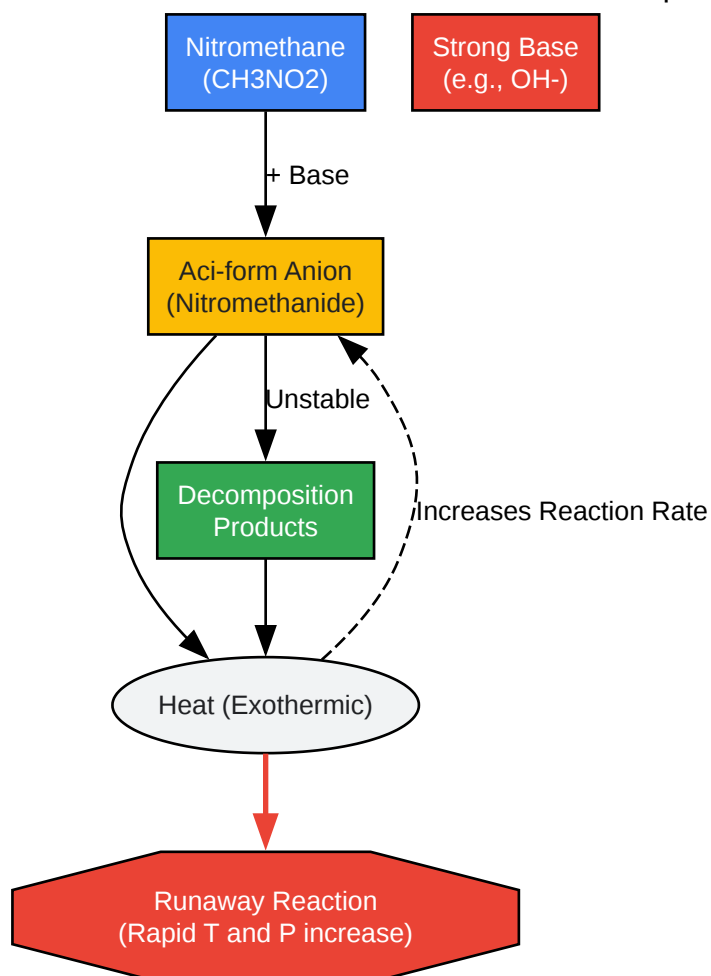 Nitromethane
(CH3NO2)
Strong Base
(e.g., OH-)
+ Base
Aci-form Anion
(Nitromethanide)
Unstable
Decomposition
Products
Increases Reaction Rate
Heat (Exothermic)
Runaway Reaction
(Rapid T and P increase)